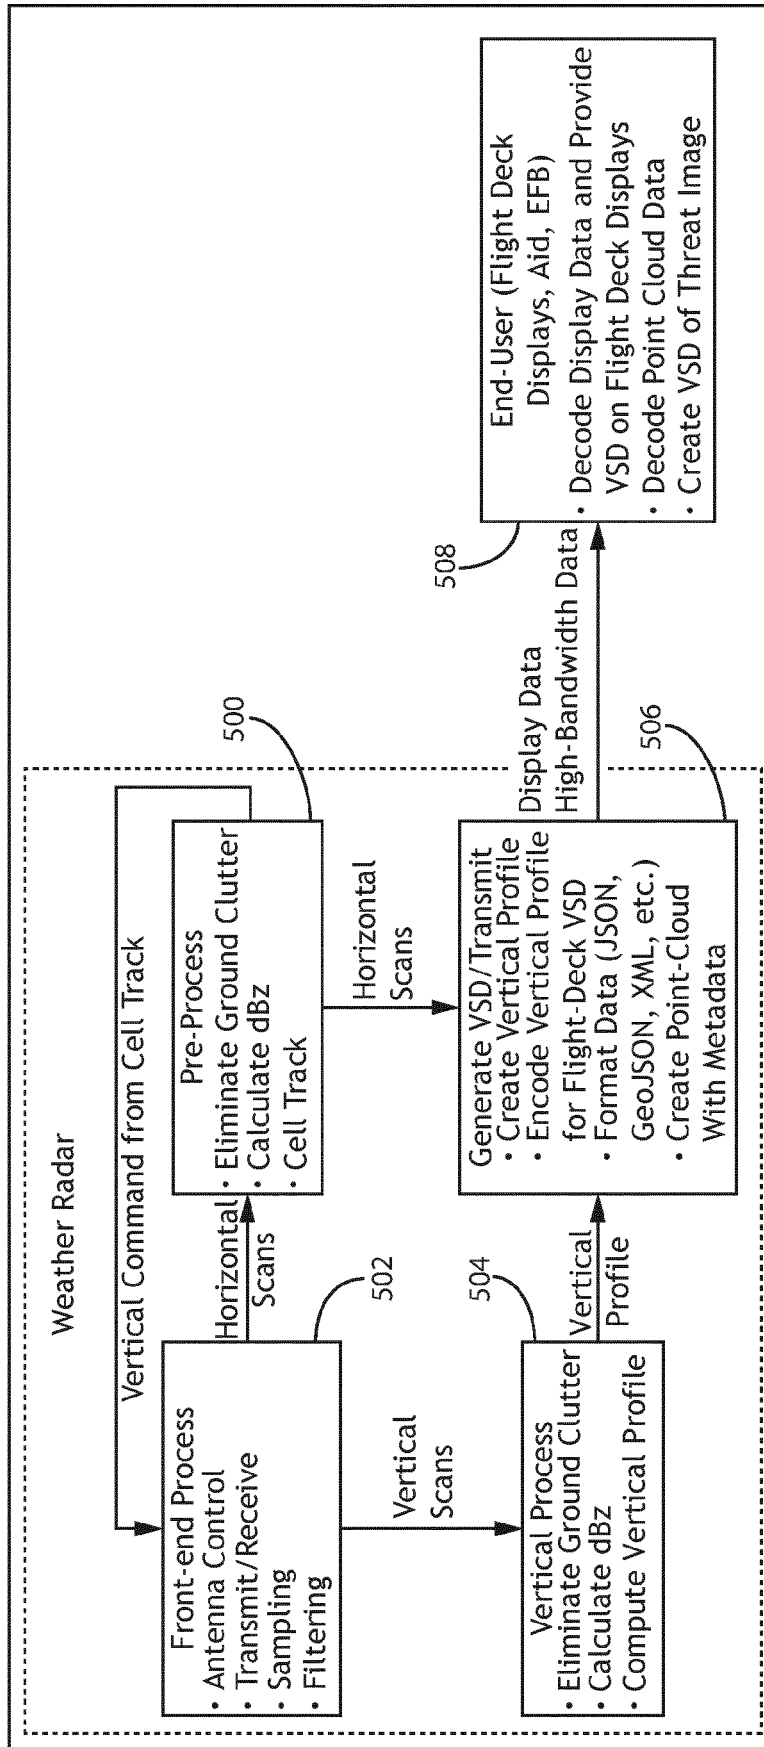 Weather Radar
Vertical Command from Cell Track
Front-end Process
• Antenna Control
• Transmit/Receive
• Sampling
• Filtering
502
Horizontal
Scans
Pre-Process
• Eliminate Ground Clutter
• Calculate dBz
• Cell Track
500
Vertical
Scans
Horizontal
Scans
Vertical Process
• Eliminate Ground Clutter
• Calculate dBz
• Compute Vertical Profile
504
Vertical
Profile
Generate VSD/Transmit
• Create Vertical Profile
• Encode Vertical Profile
for Flight-Deck VSD
• Format Data (JSON,
GeoJSON, XML, etc.)
• Create Point-Cloud
With Metadata
506
Display Data
High-Bandwidth Data
508
End-User (Flight Deck
Displays, Aid, EFB)
• Decode Display Data and Provide
VSD on Flight Deck Displays
• Decode Point Cloud Data
• Create VSD of Threat Image